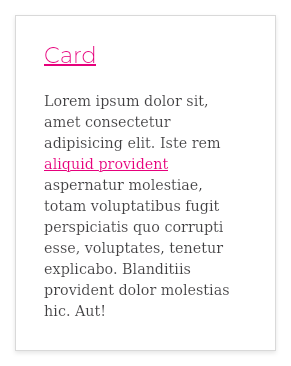 Card
Lorem ipsum dolor sit,
amet consectetur
adipisicing elit. Iste rem
aliquid provident
aspernatur molestiae,
totam voluptatibus fugit
perspiciatis quo corrupti
esse, voluptates, tenetur
explicabo. Blanditiis
provident dolor molestias
hic. Aut!